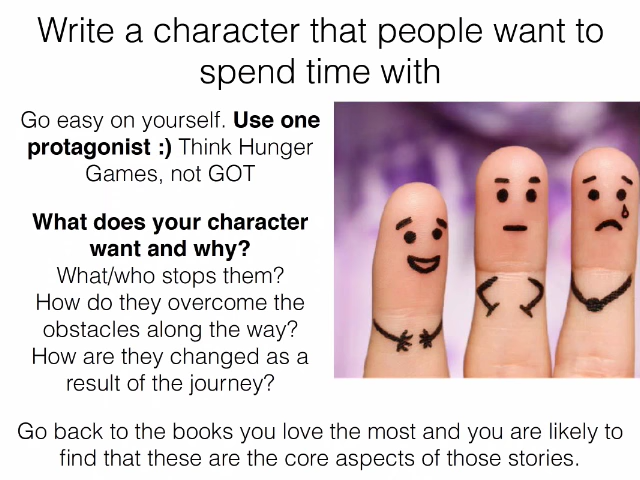 Write a character that people want to
spend time with
Go easy on yourself. Use one
protagonist :) Think Hunger
Games, not GOT
What does your character
want and why?
What/who stops them?
How do they overcome the
obstacles along the way?
How are they changed as a
result of the journey?
Go back to the books you love the most and you are likely to
find that these are the core aspects of those stories.